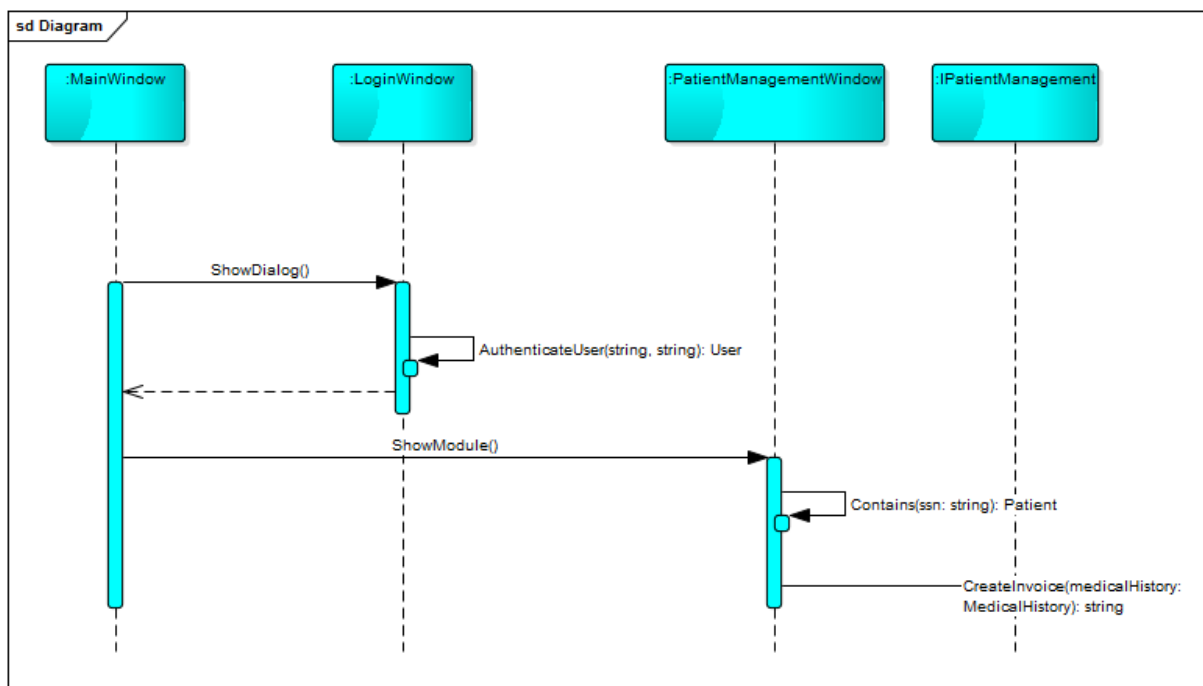 sd Diagram
:MainWindow
:LoginWindow
:PatientManagementWindow
:IPatientManagement
ShowDialog()
AuthenticateUser(string, string): User
ShowModule()
Contains(ssn: string): Patient
CreateInvoice(medicalHistory:
MedicalHistory): string